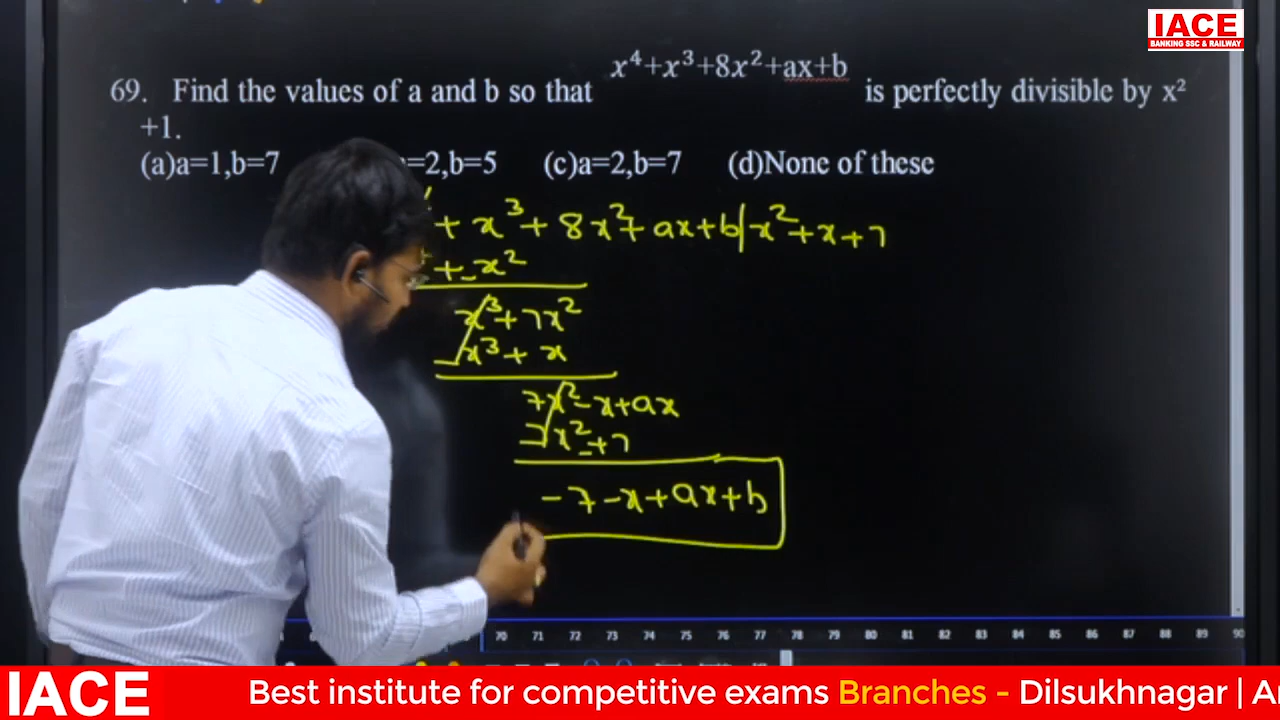 IACE
BANKING SSC & RAILWAY
x⁴+x³+8x²+ax+b
69. Find the values of a and b so that is perfectly divisible by x²
+1.
(a)a=1,b=7 =2,b=5 (c)a=2,b=7 (d)None of these
+ x³ + 8x² + ax + b | x² + x + 7
+ - x²
x³ + 7x²
- x³ + x
7x² - x + ax
- 7x² + 7
-
- 7 - x + ax + b
70 71 72 73 74 75 76 77 78 79 80 81 82 83 84 85 86 87 88 89 90
IACE Best institute for competitive exams Branches - Dilsukhnagar |